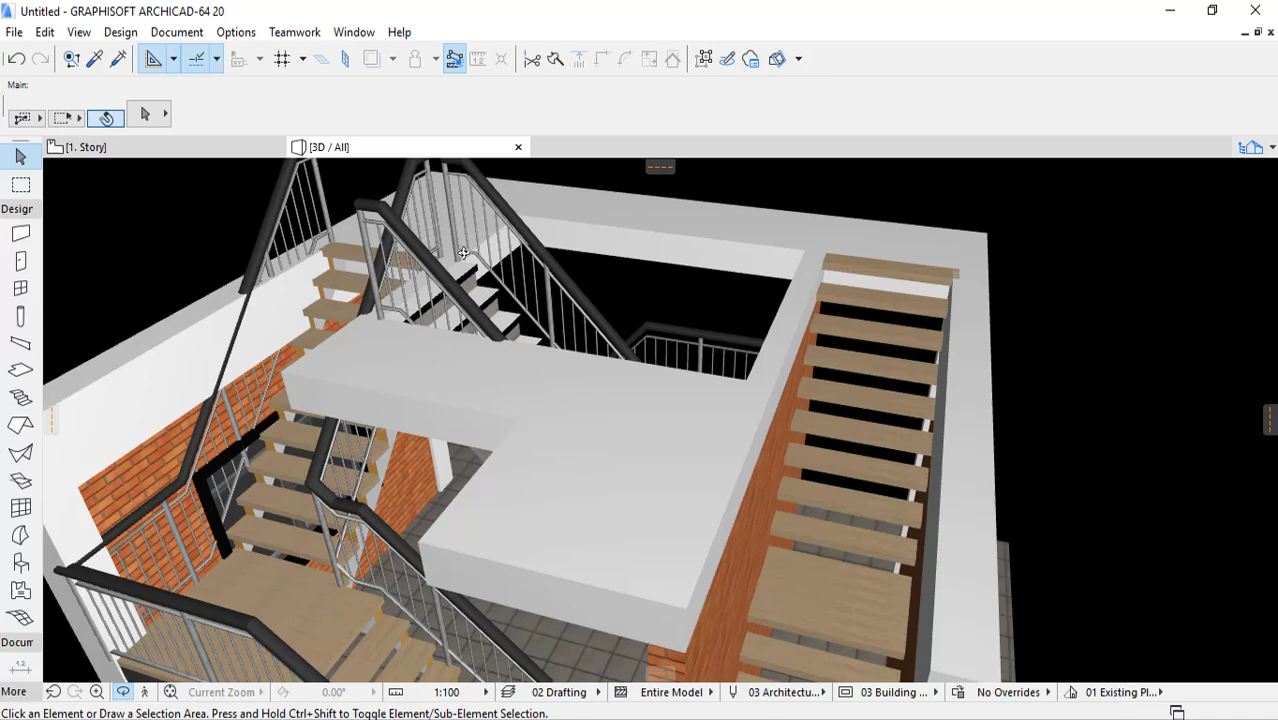 Untitled - GRAPHISOFT ARCHICAD-64 20
File Edit View Design Document Options Teamwork Window Help
Main:
[1. Story]
[3D / All]
Design
Docum
1.2
More
Current Zoom
0.00°
1:100
02 Drafting
Entire Model
03 Architectu...
03 Building ...
No Overrides
01 Existing Pl...
Click an Element or Draw a Selection Area. Press and Hold Ctrl+Shift to Toggle Element/Sub-Element Selection.